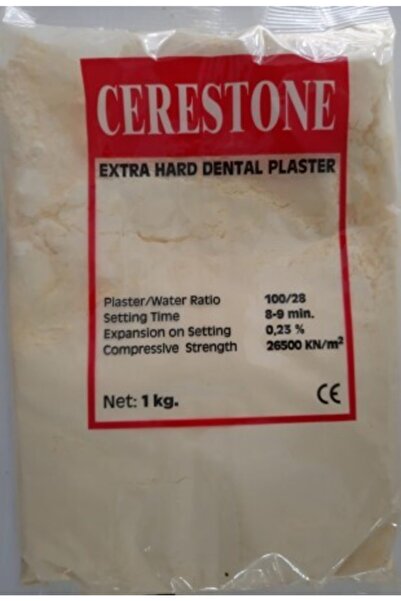 CERESTONE
EXTRA HARD DENTAL PLASTER
Plaster/Water Ratio 100/28
Setting Time 8-9 min.
Expansion on Setting 0,23 %
Compressive Strength 26500 KN/m²
Net: 1 kg. CE